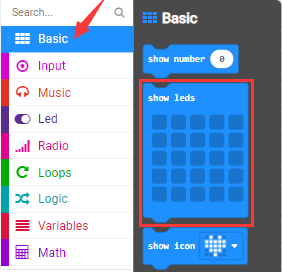 Search...
Basic
Input
Music
Led
Radio
Loops
Logic
Variables
Math
Basic
show number 0
show leds
show icon